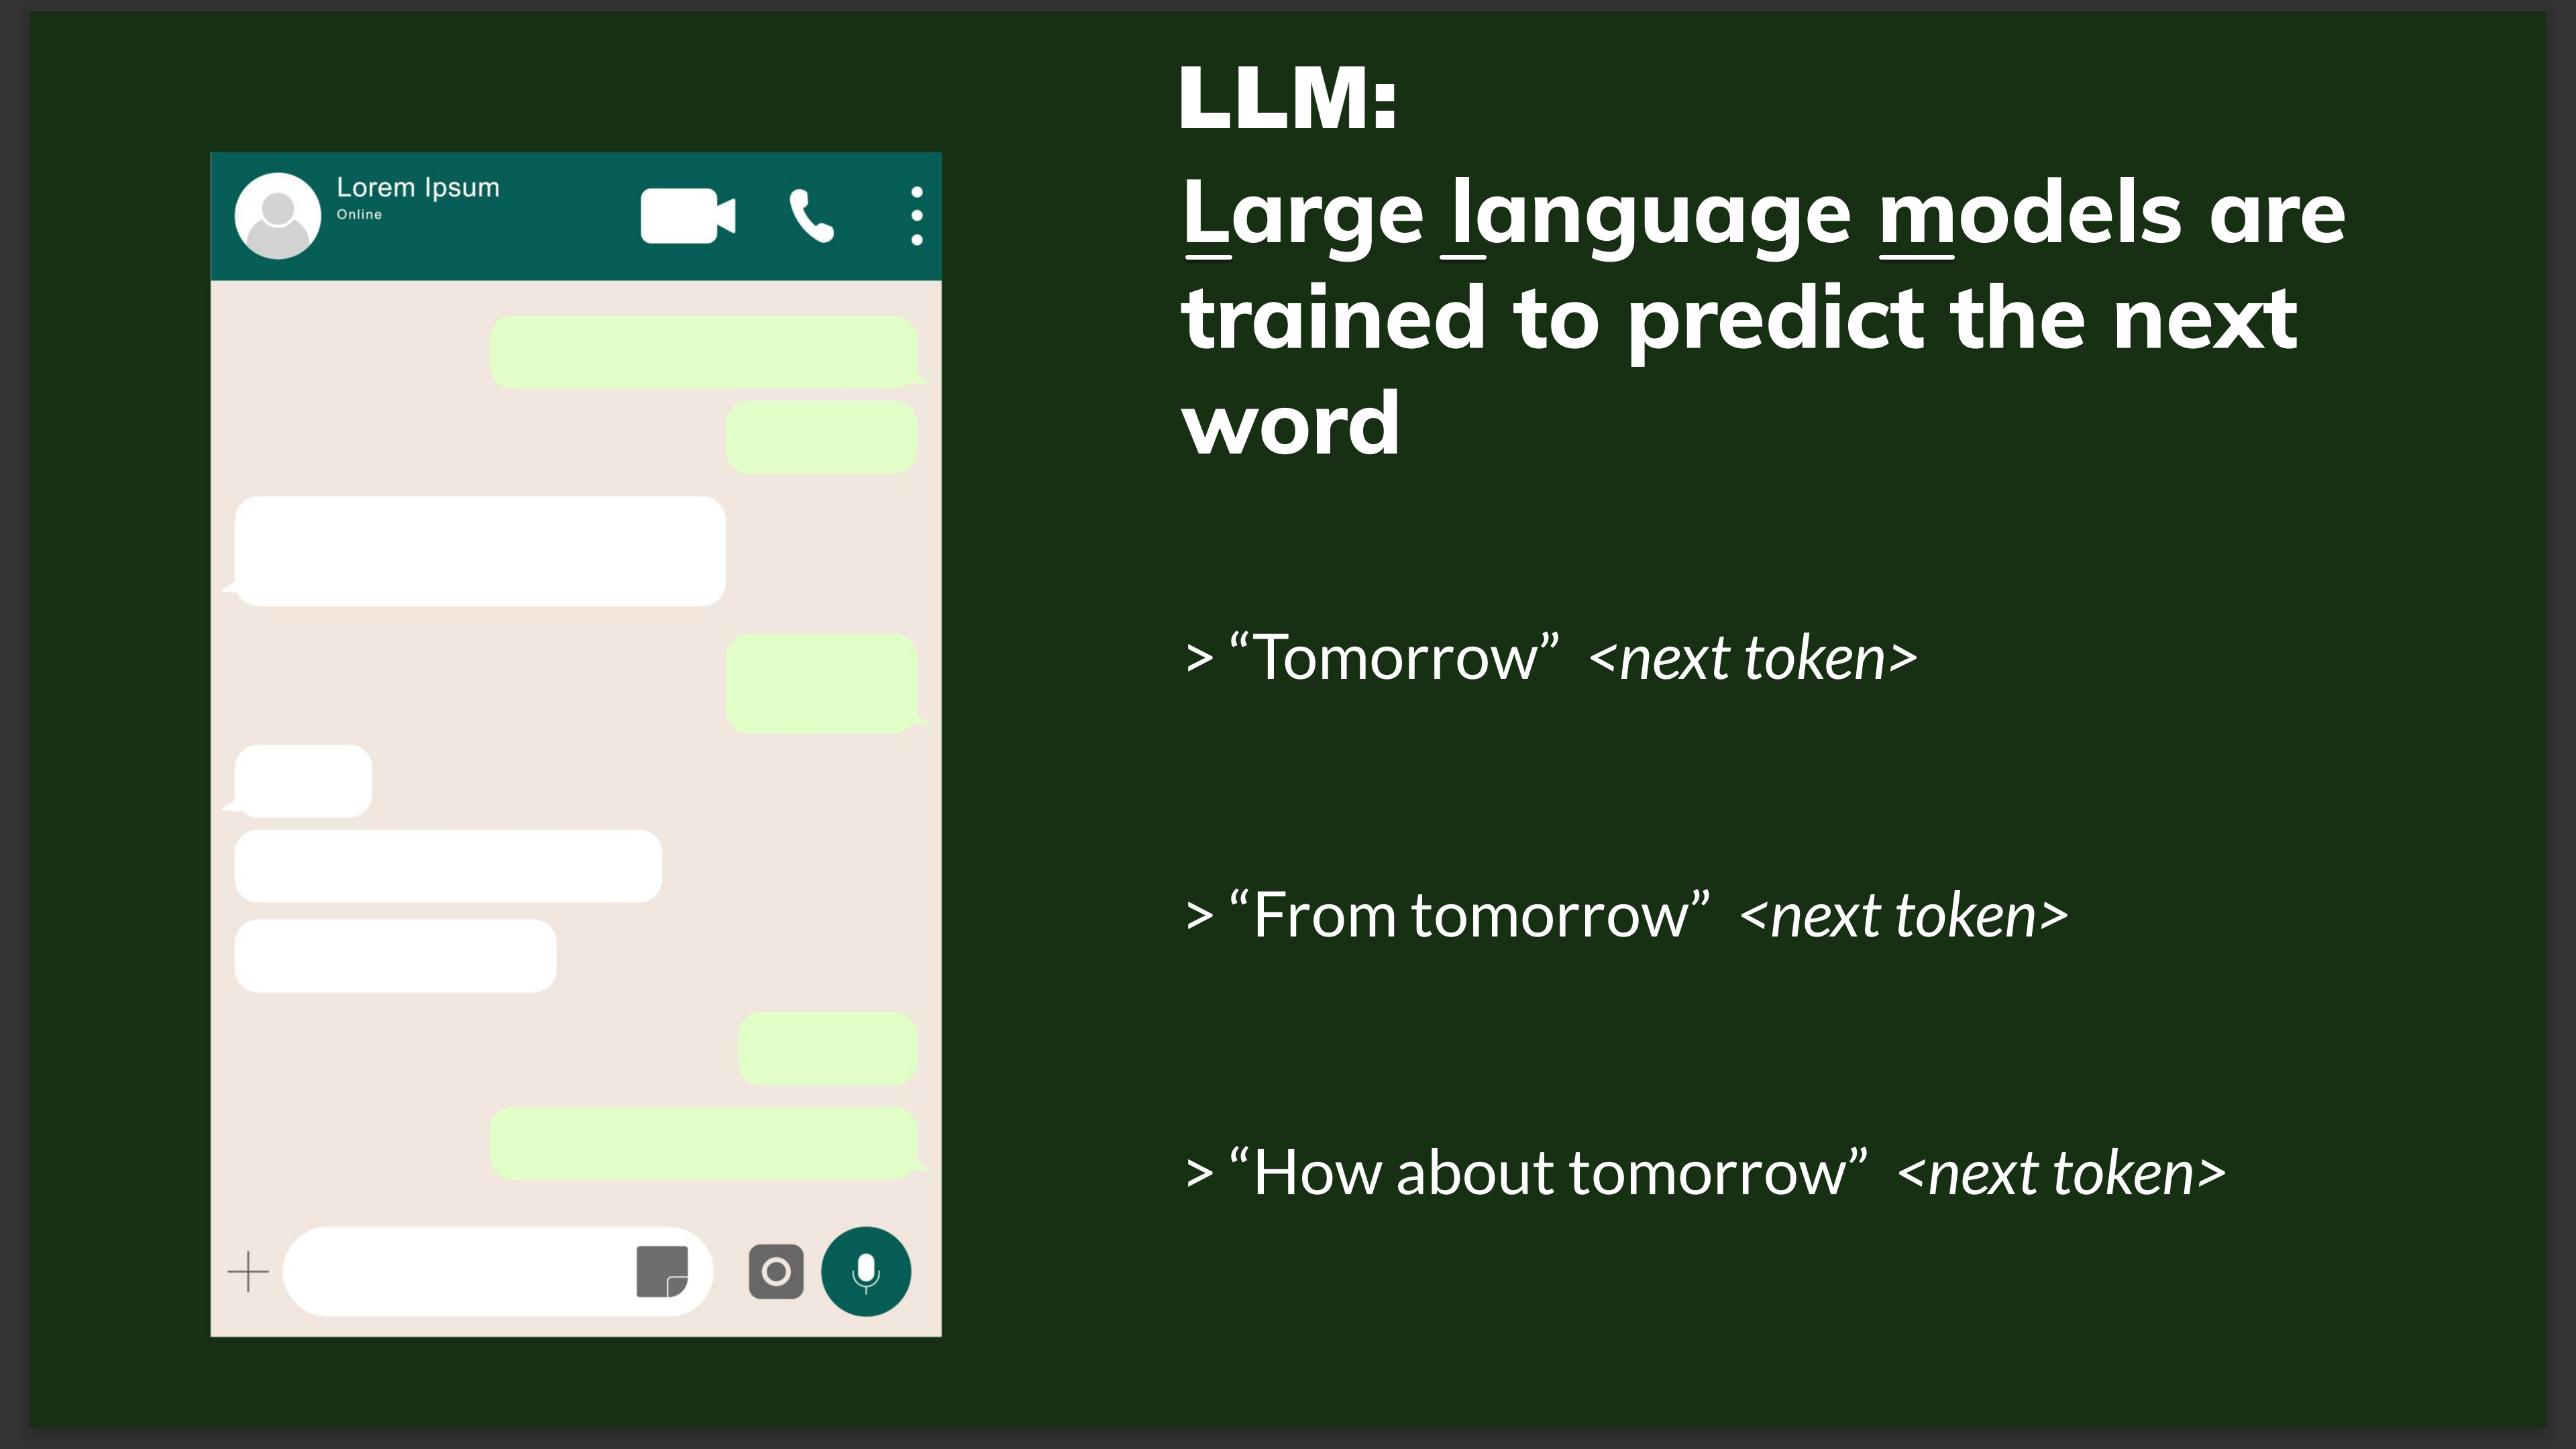 Lorem Ipsum
Online
LLM:
Large language models are
trained to predict the next
word
> “Tomorrow” <next token>
> “From tomorrow” <next token>
> “How about tomorrow” <next token>